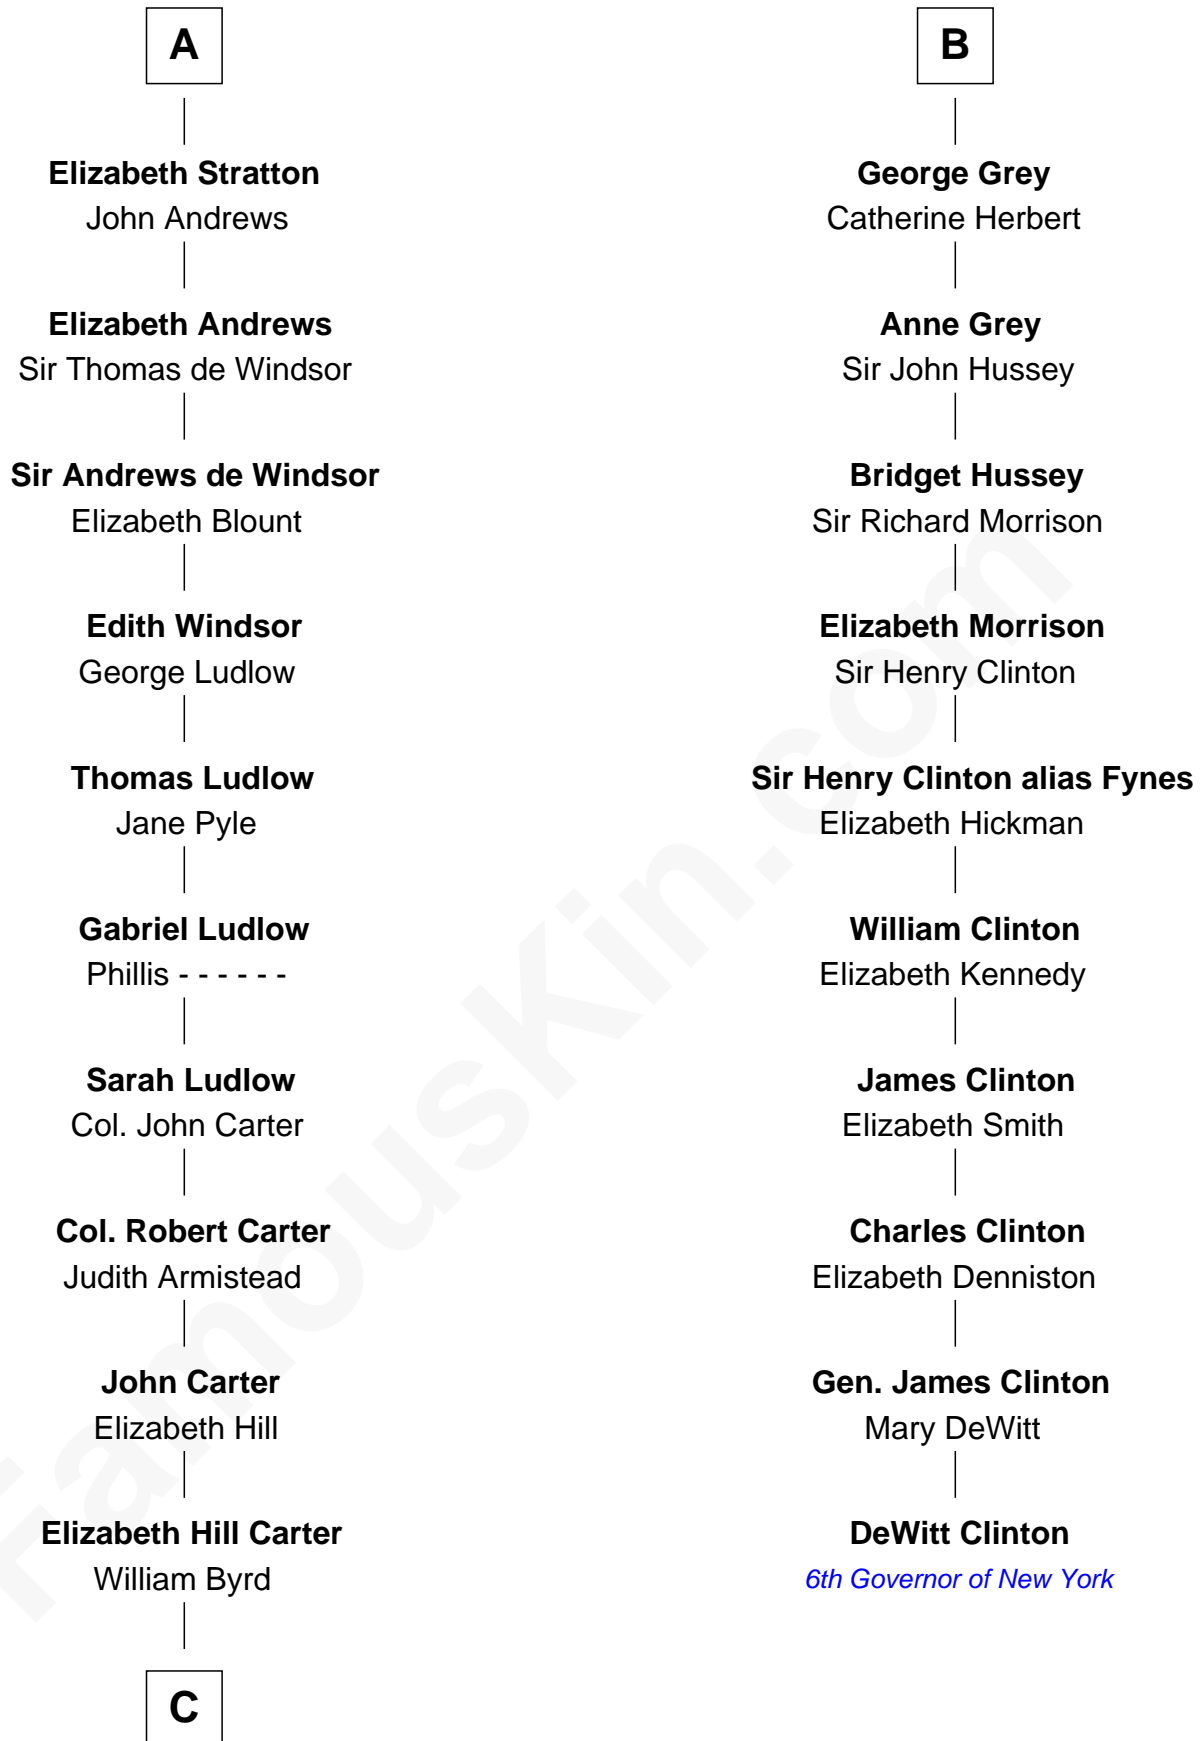 A
Elizabeth Stratton
John Andrews
Elizabeth Andrews
Sir Thomas de Windsor
Sir Andrews de Windsor
Elizabeth Blount
Edith Windsor
George Ludlow
Thomas Ludlow
Jane Pyle
Gabriel Ludlow
Phillis - - - - - -
Sarah Ludlow
Col. John Carter
Col. Robert Carter
Judith Armistead
John Carter
Elizabeth Hill
Elizabeth Hill Carter
William Byrd
C
B
George Grey
Catherine Herbert
Anne Grey
Sir John Hussey
Bridget Hussey
Sir Richard Morrison
Elizabeth Morrison
Sir Henry Clinton
Sir Henry Clinton alias Fynes
Elizabeth Hickman
William Clinton
Elizabeth Kennedy
James Clinton
Elizabeth Smith
Charles Clinton
Elizabeth Denniston
Gen. James Clinton
Mary DeWitt
DeWitt Clinton
6th Governor of New York
FamousKin.com